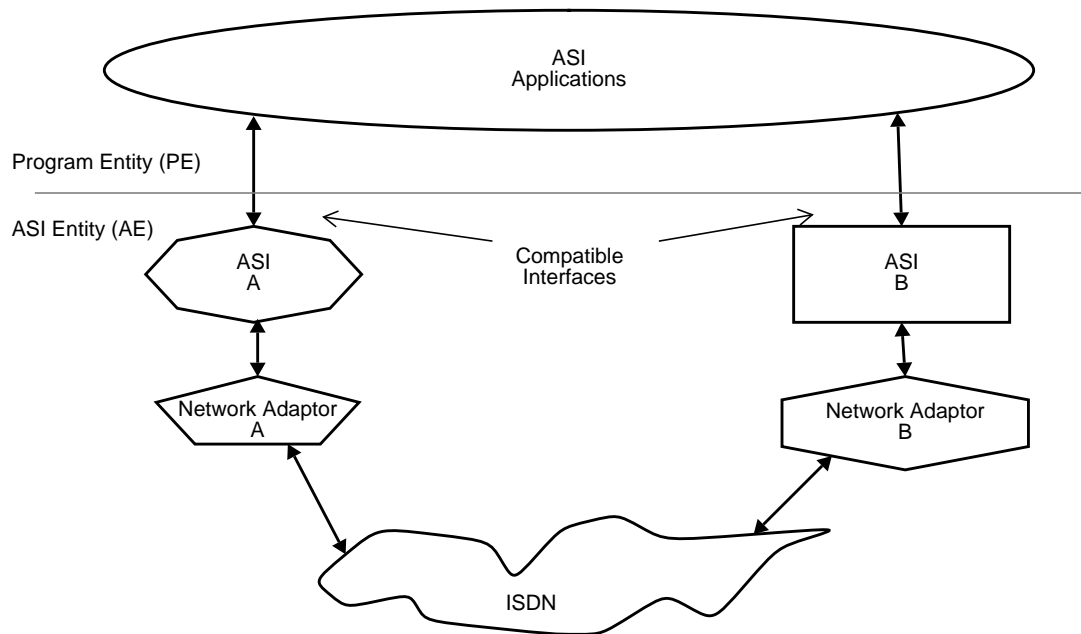 ASI
Applications
Program Entity (PE)
ASI Entity (AE)
Compatible
Interfaces
ASI
A
ASI
B
Network Adaptor
A
Network Adaptor
B
ISDN